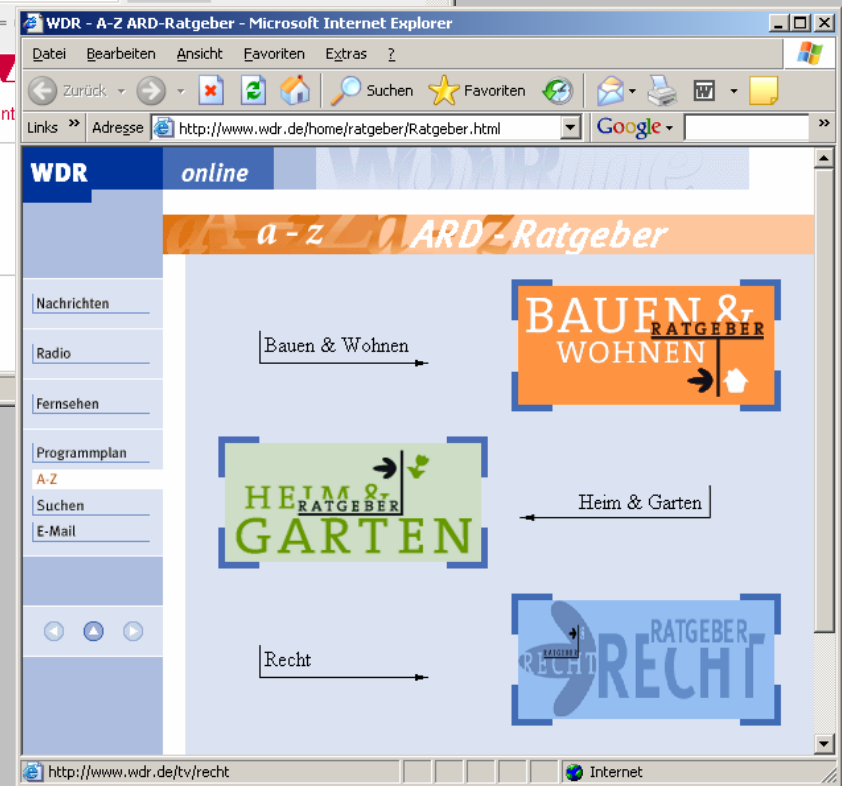 WDR - A-Z ARD-Ratgeber - Microsoft Internet Explorer
Datei Bearbeiten Ansicht Favoriten Extras ?
Zurück Suchen Favoriten W
Links » Adresse http://www.wdr.de/home/ratgeber/Ratgeber.html Google »
nt
WDR online
a - z ARD-Ratgeber
Nachrichten
Radio
Fernsehen
Programmplan
A-Z
Suchen
E-Mail
Bauen & Wohnen
BAUEN &
RATGEBER
WOHNEN
HEIM &
RATGEBER
GARTEN
Heim & Garten
Recht
RATGEBER
RECHT
RATGEBER
RECHT
http://www.wdr.de/tv/recht Internet